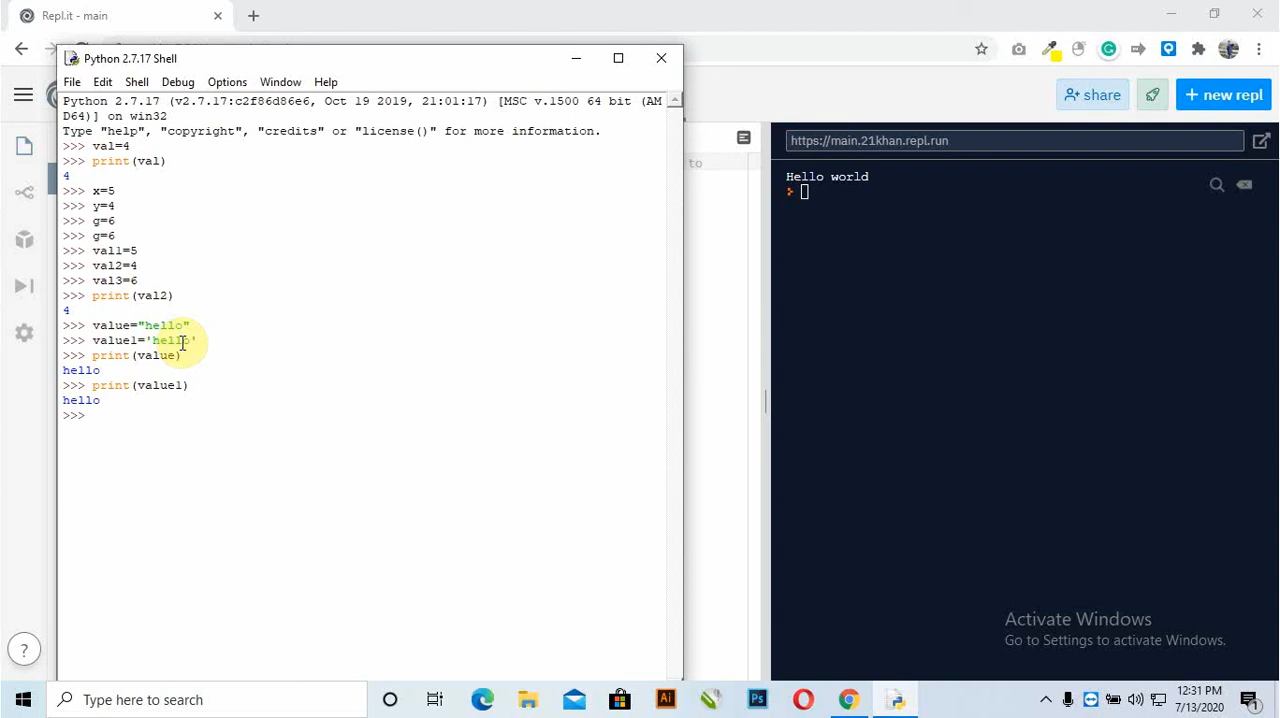 Repl.it - main
Python 2.7.17 Shell
File Edit Shell Debug Options Window Help
share
+ new repl
Python 2.7.17 (v2.7.17:c2f86d86e6, Oct 19 2019, 21:01:17) [MSC v.1500 64 bit (AM
D64)] on win32
Type "help", "copyright", "credits" or "license()" for more information.
>>> val=4
>>> print(val)
4
>>> x=5
>>> y=4
>>> g=6
>>> g=6
>>> val1=5
>>> val2=4
>>> val3=6
>>> print(val2)
4
>>> value="hello"
>>> value1='hello'
>>> print(value)
hello
>>> print(value1)
hello
>>>
to
https://main.21khan.repl.run
Hello world
Activate Windows
Go to Settings to activate Windows.
?
Type here to search
Ai
Ps
12:31 PM
7/13/2020
1